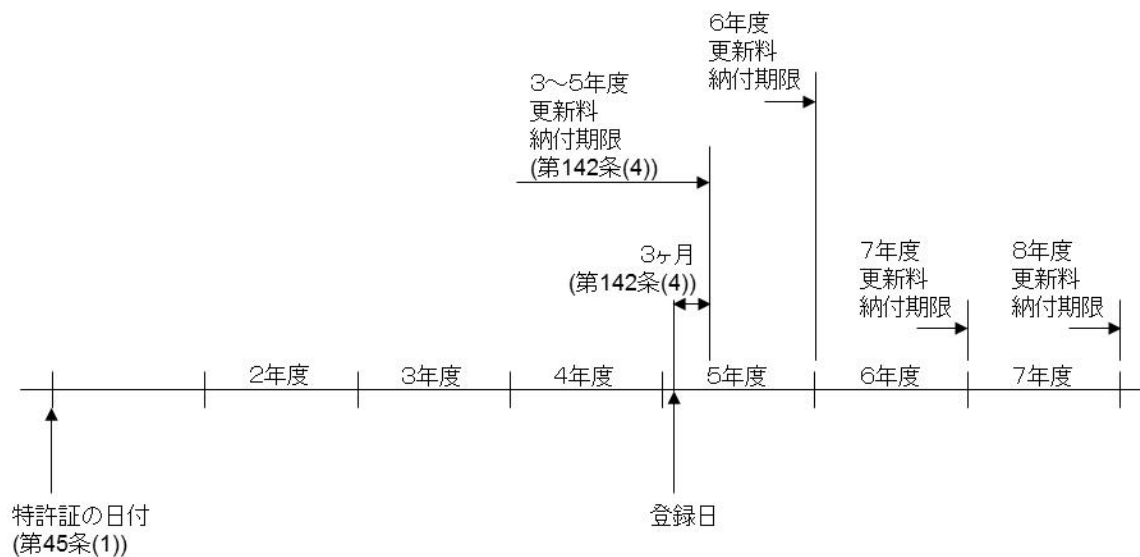 6年度
更新料
納付期限
3～5年度
更新料
納付期限
(第142条(4))
3ヶ月
(第142条(4))
7年度
更新料
納付期限
8年度
更新料
納付期限
2年度
3年度
4年度
5年度
6年度
7年度
特許証の日付
(第45条(1))
登録日